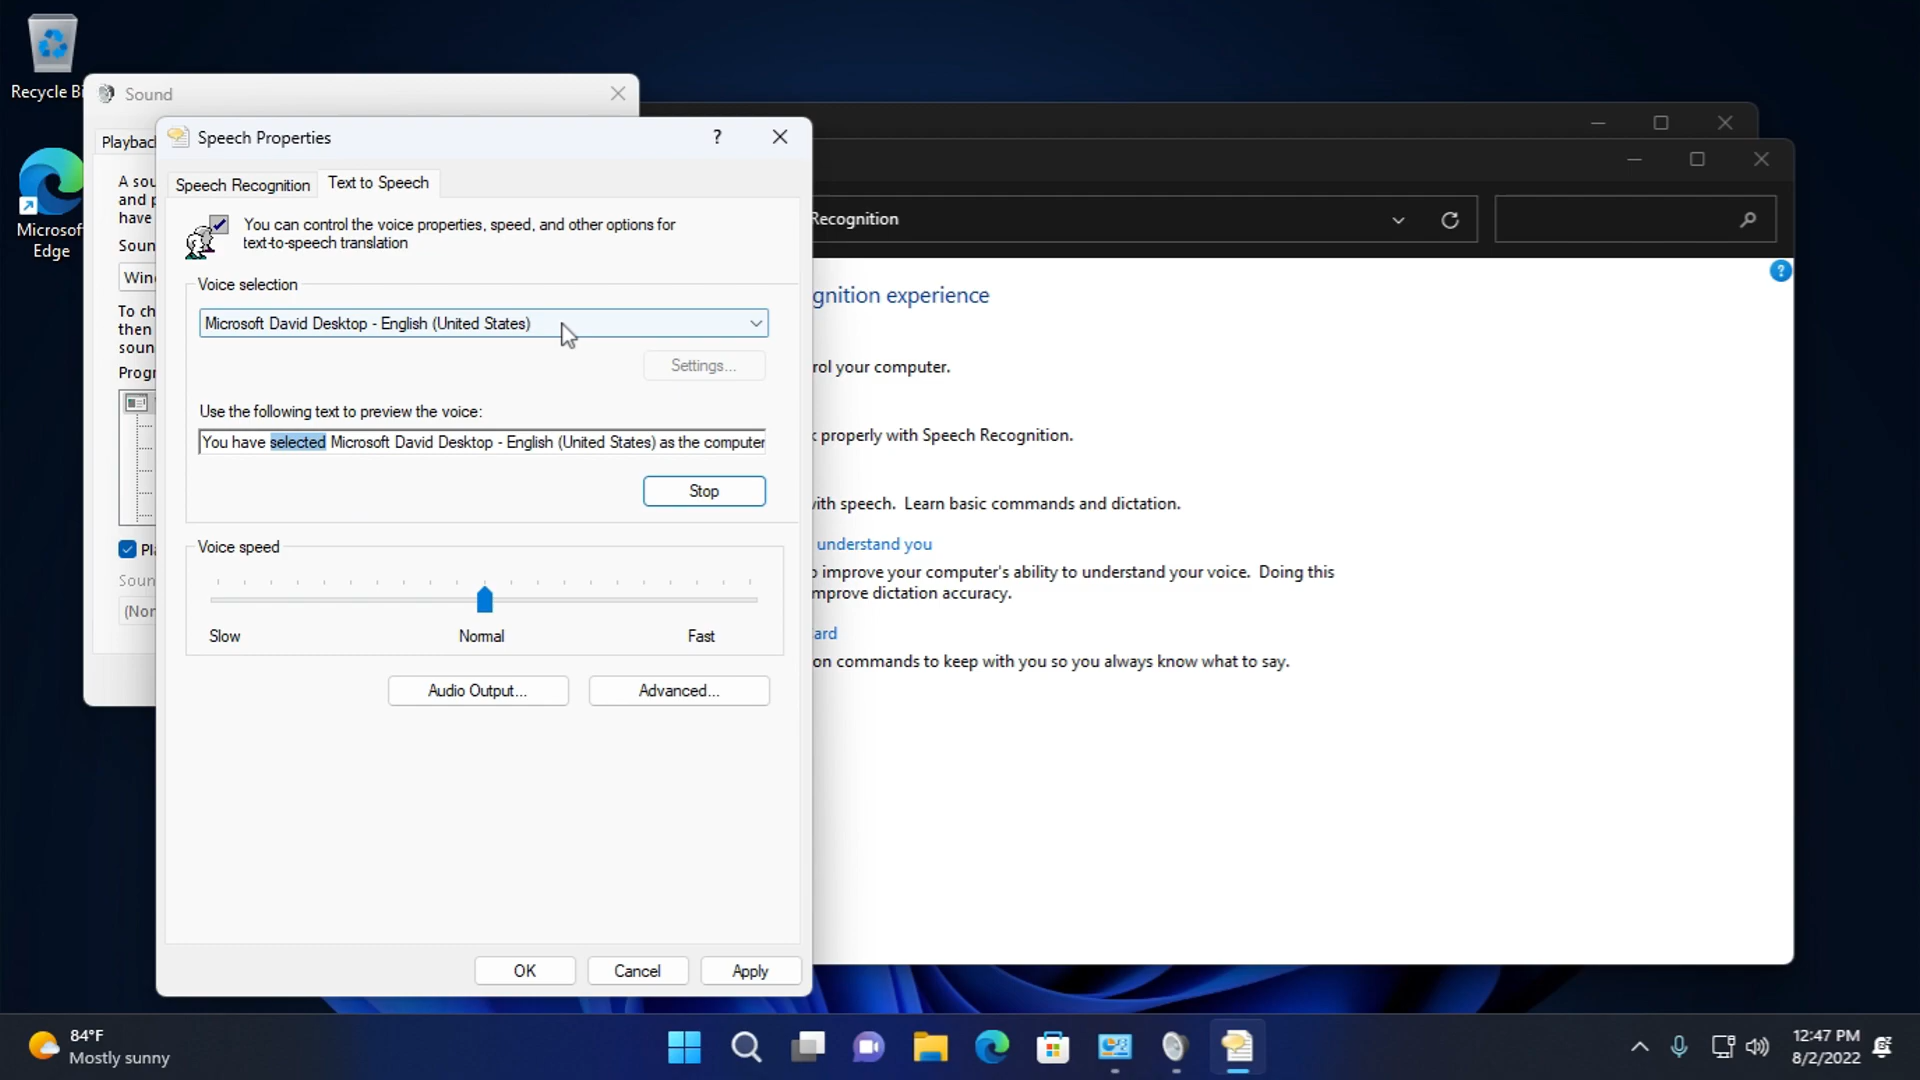 Recycle Bi
Microsof
Edge
Sound
Playbac
A sou
and p
have
Soun
Win
To ch
then
soun
Progr
Pl
Soun
(Non
Speech Properties
?
Speech Recognition
Text to Speech
You can control the voice properties, speed, and other options for
text-to-speech translation
Voice selection
Microsoft David Desktop - English (United States)
Settings...
Use the following text to preview the voice:
You have selected Microsoft David Desktop - English (United States) as the computer
Stop
Voice speed
Slow
Normal
Fast
Audio Output...
Advanced...
OK
Cancel
Apply
Recognition
?
gnition experience
rol your computer.
k properly with Speech Recognition.
with speech. Learn basic commands and dictation.
understand you
o improve your computer's ability to understand your voice. Doing this
mprove dictation accuracy.
ard
on commands to keep with you so you always know what to say.
84°F
Mostly sunny
12:47 PM
8/2/2022